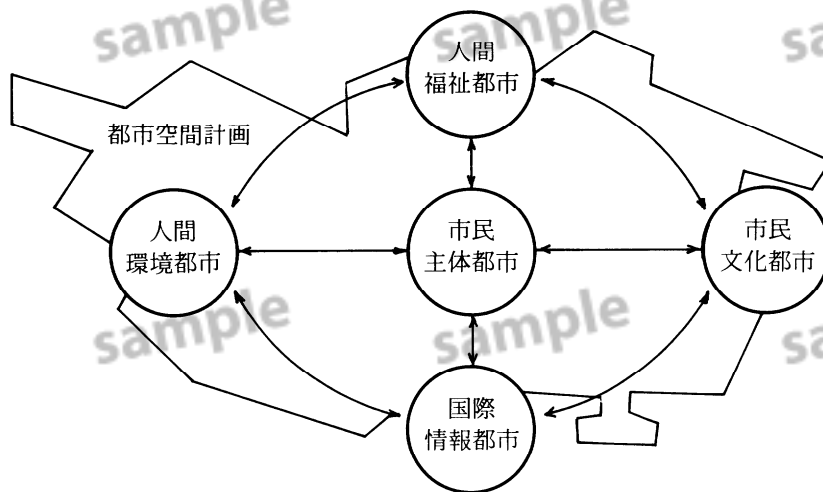 sample
sample
sa
人間
福祉都市
都市空間計画
人間
環境都市
市民
主体都市
市民
文化都市
sample
sample
sa
国際
情報都市